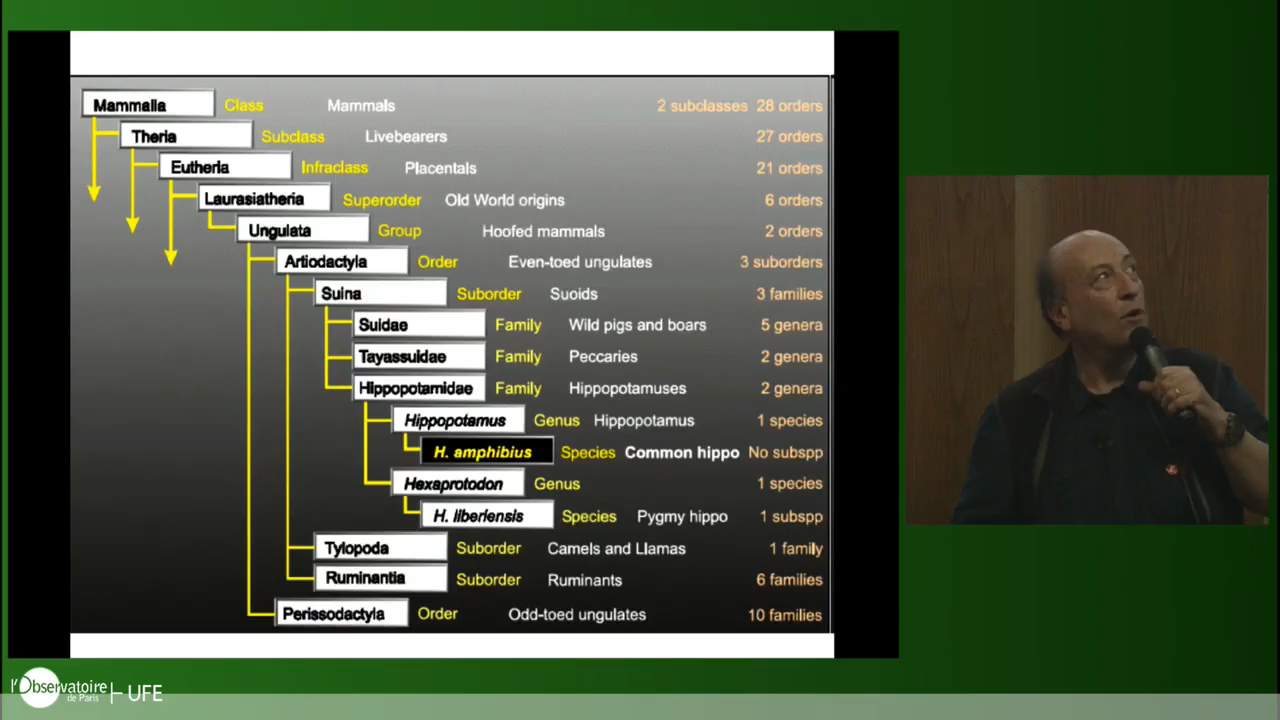 Mammalia Class Mammals 2 subclasses 28 orders
Theria Subclass Livebearers 27 orders
Eutheria Infraclass Placentals 21 orders
Laurasiatheria Superorder Old World origins 6 orders
Ungulata Group Hoofed mammals 2 orders
Artiodactyla Order Even-toed ungulates 3 suborders
Suina Suborder Suoids 3 families
Suidae Family Wild pigs and boars 5 genera
Tayassuidae Family Peccaries 2 genera
Hippopotamidae Family Hippopotamuses 2 genera
Hippopotamus Genus Hippopotamus 1 species
H. amphibius Species Common hippo No subspp
Hexaprotodon Genus 1 species
H. liberiensis Species Pygmy hippo 1 subspp
Tylopoda Suborder Camels and Llamas 1 family
Ruminantia Suborder Ruminants 6 families
Perissodactyla Order Odd-toed ungulates 10 families
l'Observatoire
de Paris
UFE